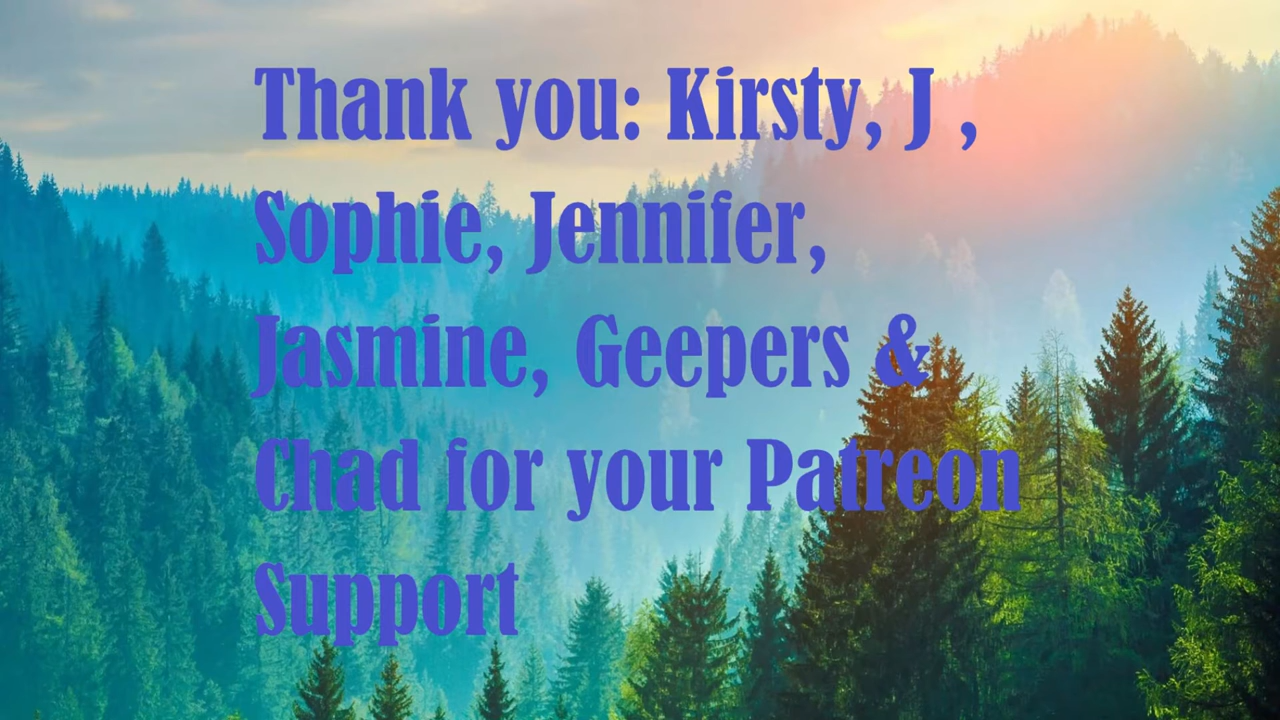 Thank you: Kirsty, J ,
Sophie, Jennifer,
Jasmine, Geepers &
Chad for your Patreon
Support